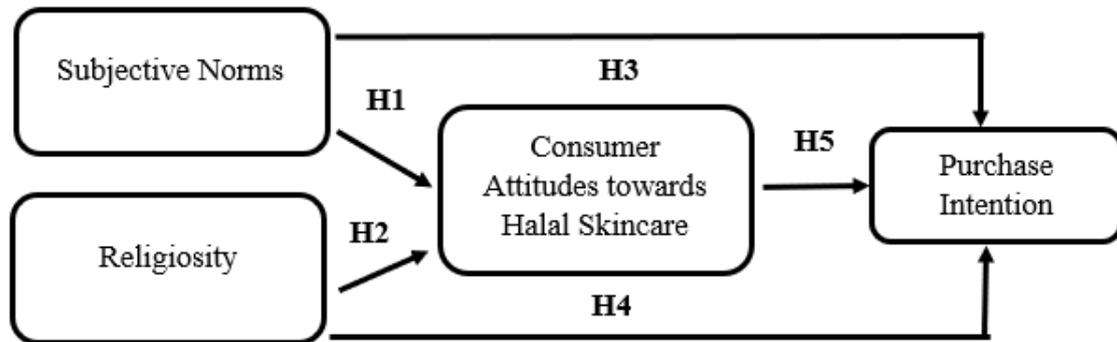 Subjective Norms
H3
H1
Consumer
Attitudes towards
Halal Skincare
H5
Purchase
Intention
H2
Religiosity
H4